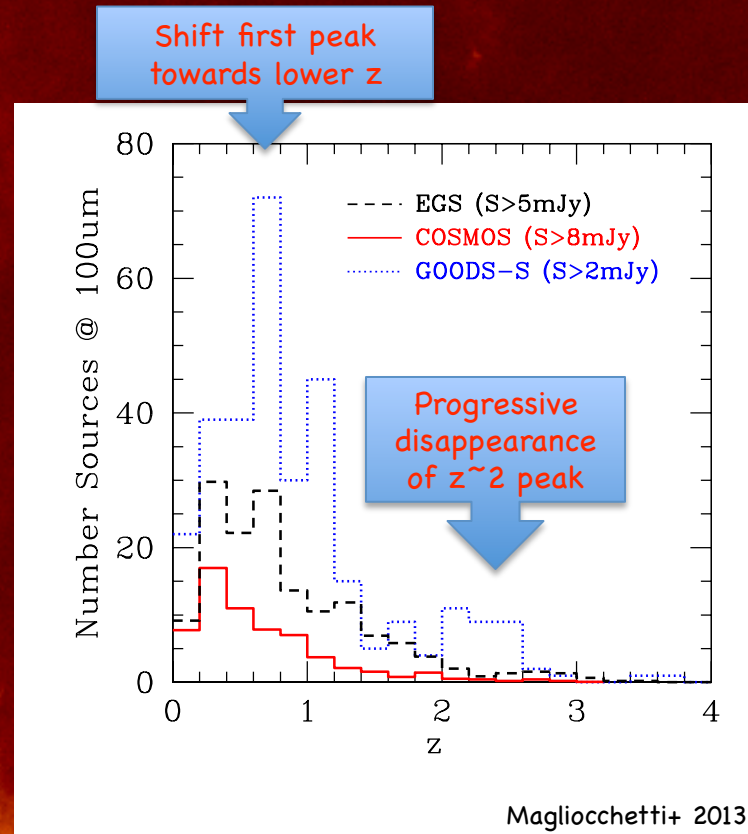 Shift first peak
towards lower z
80
60
40
20
0
Number Sources @ 100um
EGS (S>5mJy)
COSMOS (S>8mJy)
GOODS-S (S>2mJy)
Progressive
disappearance
of z~2 peak
0 1 2 3 4
z
Magliocchetti+ 2013